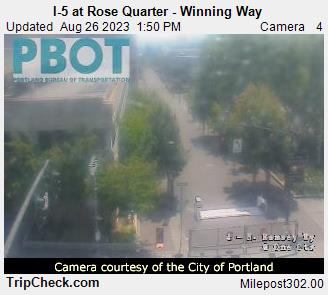 I-5 at Rose Quarter - Winning Way
Updated Aug 26 2023 1:50 PM Camera 4
PBOT
PORTLAND BUREAU OF TRANSPORTATION
Camera courtesy of the City of Portland
TripCheck.com Milepost302.00